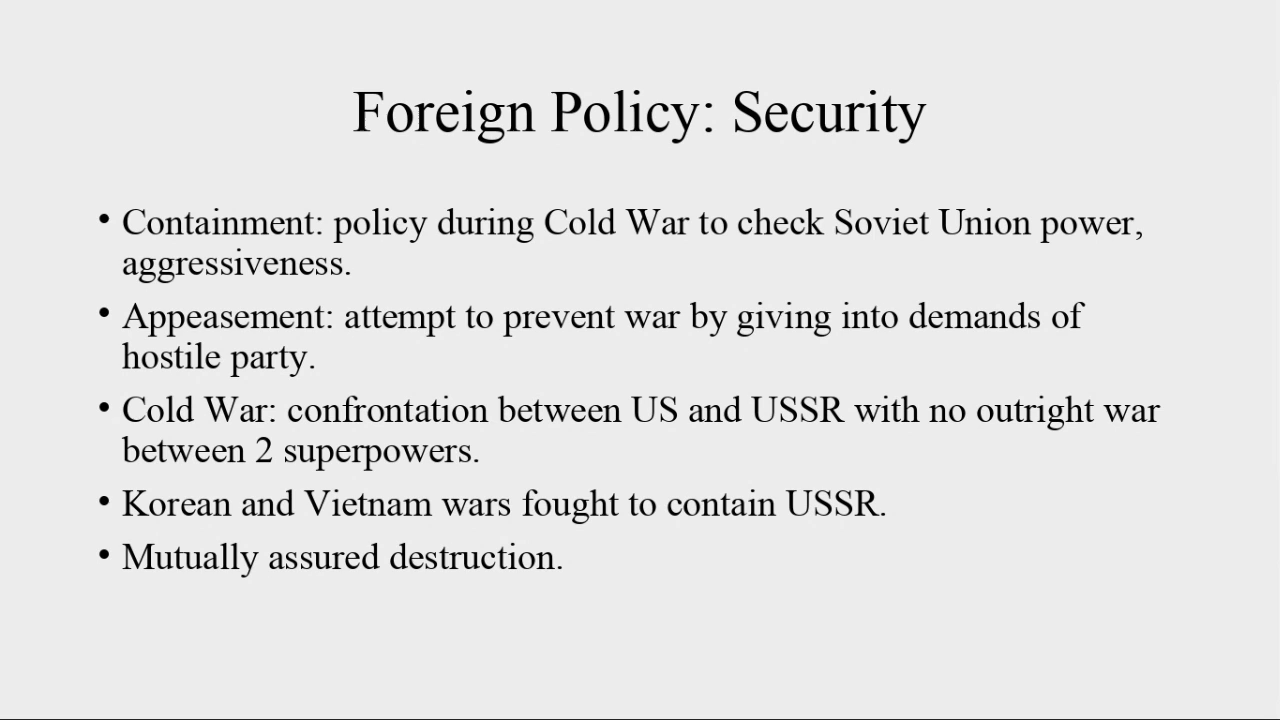 Foreign Policy: Security
• Containment: policy during Cold War to check Soviet Union power,
aggressiveness.
• Appeasement: attempt to prevent war by giving into demands of
hostile party.
• Cold War: confrontation between US and USSR with no outright war
between 2 superpowers.
• Korean and Vietnam wars fought to contain USSR.
• Mutually assured destruction.